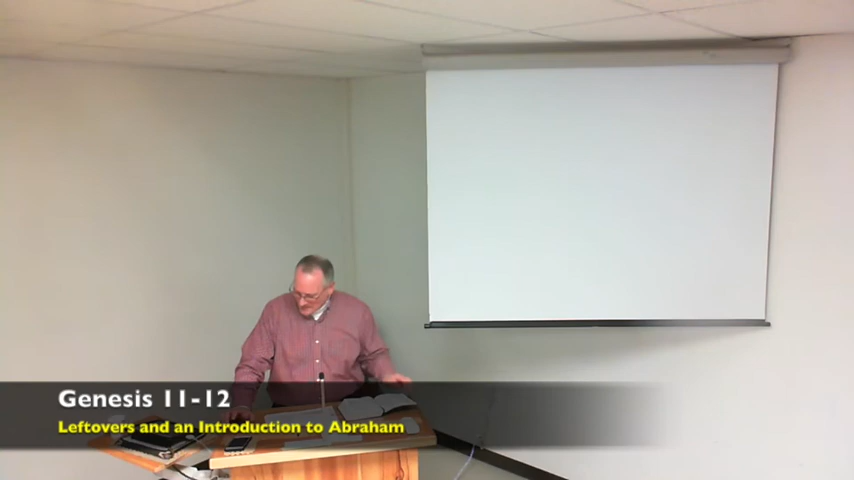 Genesis 11-12
Leftovers and an Introduction to Abraham